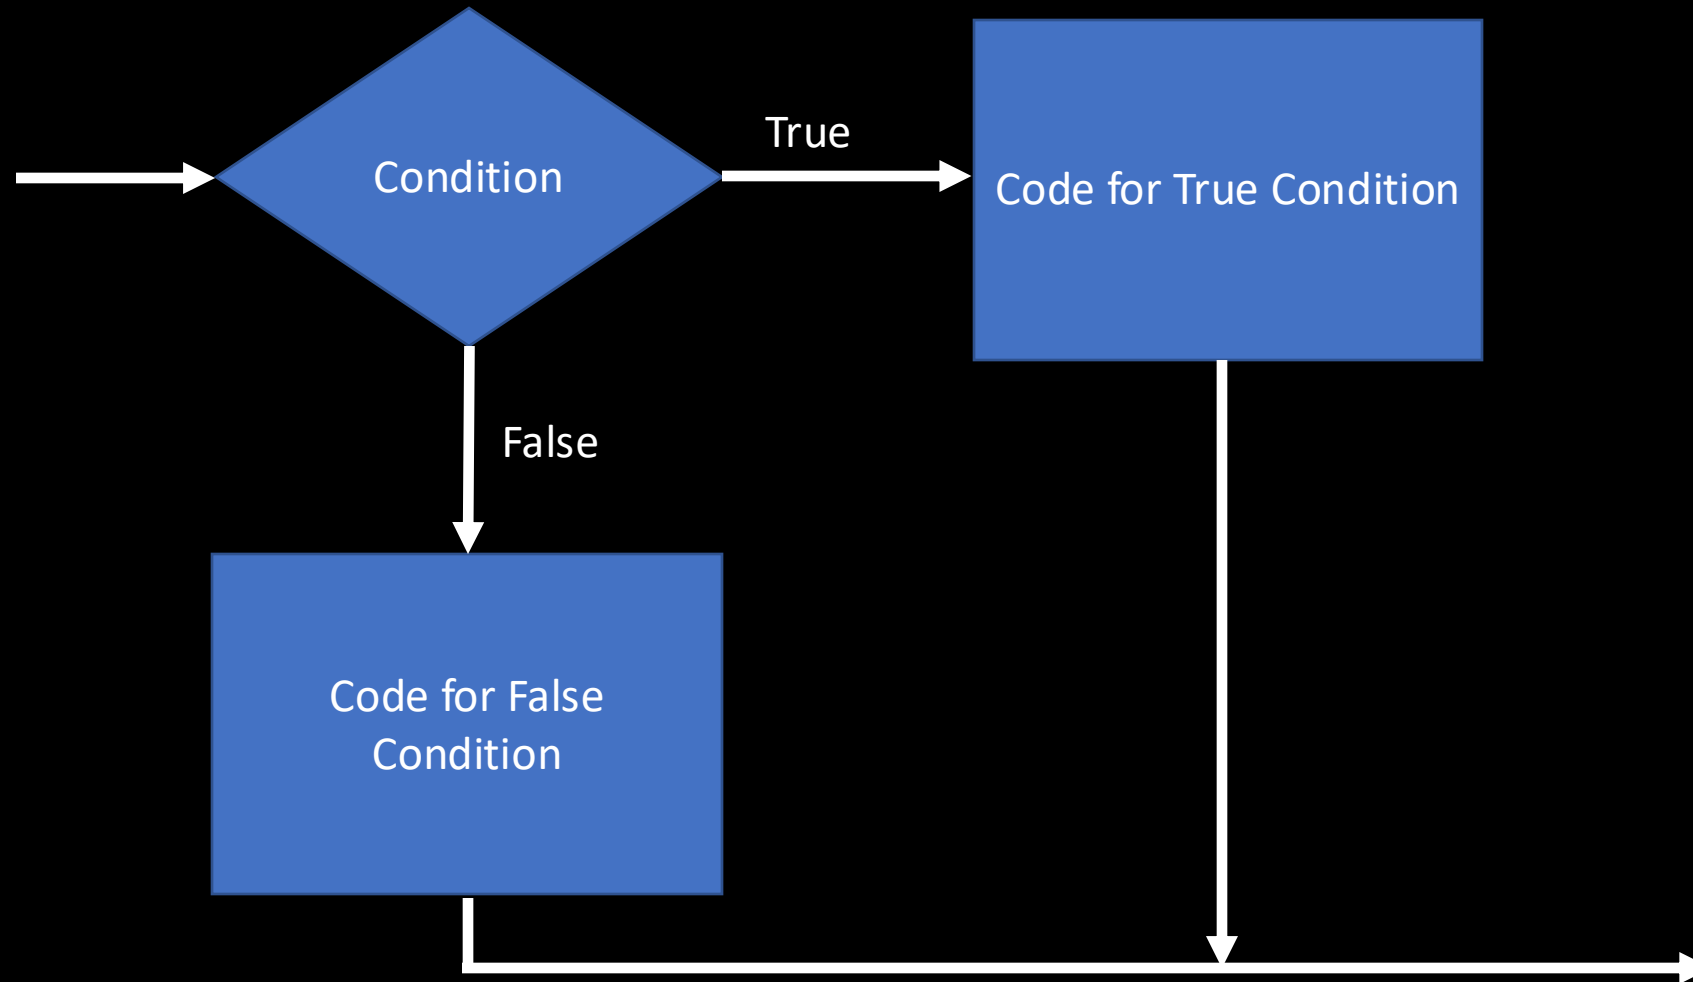 Condition
True
Code for True Condition
False
Code for False
Condition